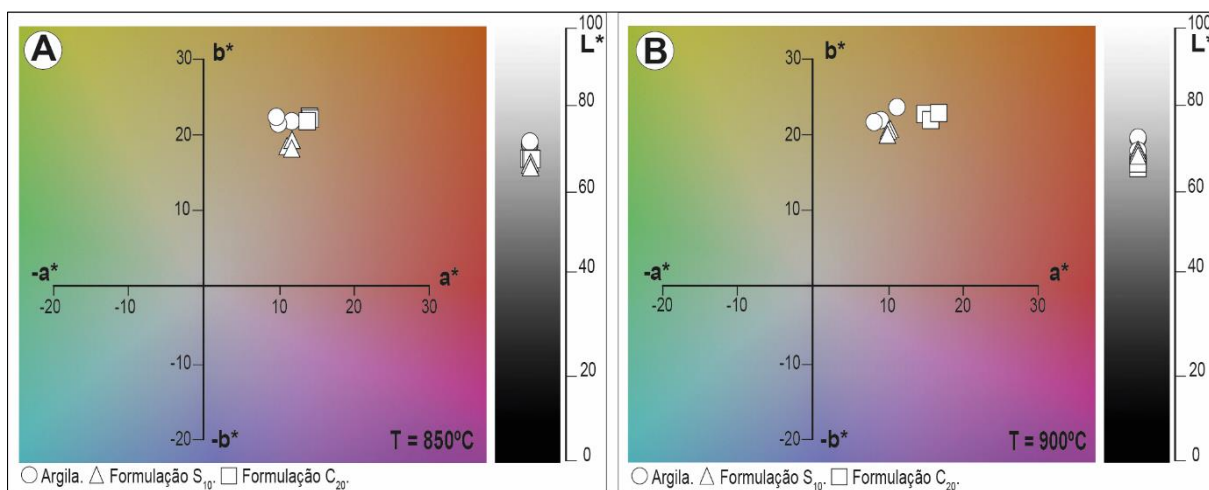 A
b*
30
20
10
-a*
a*
-20
-10
10
20
30
-10
-20
-b*
T = 850ºC
100
L*
80
60
40
20
0
○ Argila. △ Formulação S₁₀. □ Formulação C₂₀.
B
b*
30
20
10
-a*
a*
-20
-10
0
10
20
30
-10
-20
-b*
T = 900ºC
100
L*
80
60
40
20
0
○ Argila. △ Formulação S₁₀. □ Formulação C₂₀.